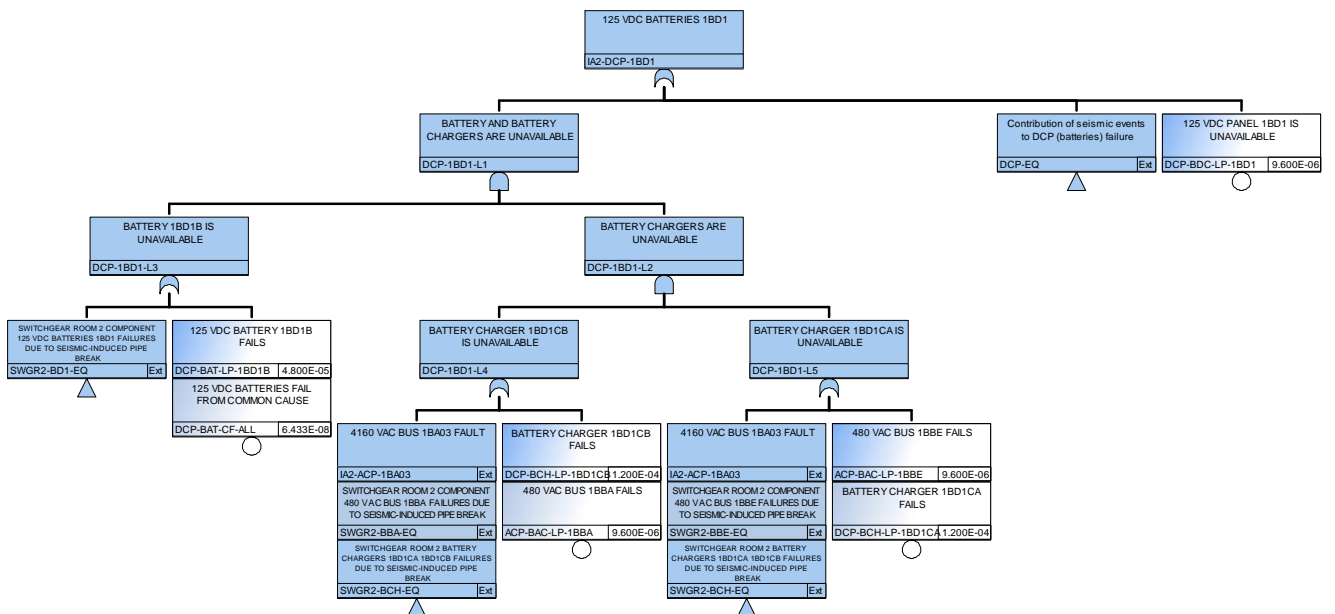 125 VDC BATTERIES 1BD1
IA2-DCP-1BD1
BATTERY AND BATTERY
CHARGERS ARE UNAVAILABLE
DCP-1BD1-L1
Contribution of seismic events
to DCP (batteries) failure
DCP-EQ Ext
125 VDC PANEL 1BD1 IS
UNAVAILABLE
DCP-BDC-LP-1BD1 9.600E-06
BATTERY 1BD1B IS
UNAVAILABLE
DCP-1BD1-L3
BATTERY CHARGERS ARE
UNAVAILABLE
DCP-1BD1-L2
SWITCHGEAR ROOM 2 COMPONENT
125 VDC BATTERIES 1BD1 FAILURES
DUE TO SEISMIC-INDUCED PIPE
BREAK
SWGR2-BD1-EQ Ext
125 VDC BATTERY 1BD1B
FAILS
DCP-BAT-LP-1BD1B 4.800E-05
125 VDC BATTERIES FAIL
FROM COMMON CAUSE
DCP-BAT-CF-ALL 6.433E-08
BATTERY CHARGER 1BD1CB
IS UNAVAILABLE
DCP-1BD1-L4
BATTERY CHARGER 1BD1CA IS
UNAVAILABLE
DCP-1BD1-L5
4160 VAC BUS 1BA03 FAULT
IA2-ACP-1BA03 Ext
SWITCHGEAR ROOM 2 COMPONENT
480 VAC BUS 1BBA FAILURES DUE
TO SEISMIC-INDUCED PIPE BREAK
SWGR2-BBA-EQ Ext
SWITCHGEAR ROOM 2 BATTERY
CHARGERS 1BD1CA 1BD1CB FAILURES
DUE TO SEISMIC-INDUCED PIPE
BREAK
SWGR2-BCH-EQ Ext
BATTERY CHARGER 1BD1CB
FAILS
DCP-BCH-LP-1BD1CB 1.200E-04
480 VAC BUS 1BBA FAILS
ACP-BAC-LP-1BBA 9.600E-06
4160 VAC BUS 1BA03 FAULT
IA2-ACP-1BA03 Ext
SWITCHGEAR ROOM 2 COMPONENT
480 VAC BUS 1BBE FAILURES DUE
TO SEISMIC-INDUCED PIPE BREAK
SWGR2-BBE-EQ Ext
SWITCHGEAR ROOM 2 BATTERY
CHARGERS 1BD1CA 1BD1CB FAILURES
DUE TO SEISMIC-INDUCED PIPE
BREAK
SWGR2-BCH-EQ Ext
480 VAC BUS 1BBE FAILS
ACP-BAC-LP-1BBE 9.600E-06
BATTERY CHARGER 1BD1CA
FAILS
DCP-BCH-LP-1BD1CA 1.200E-04